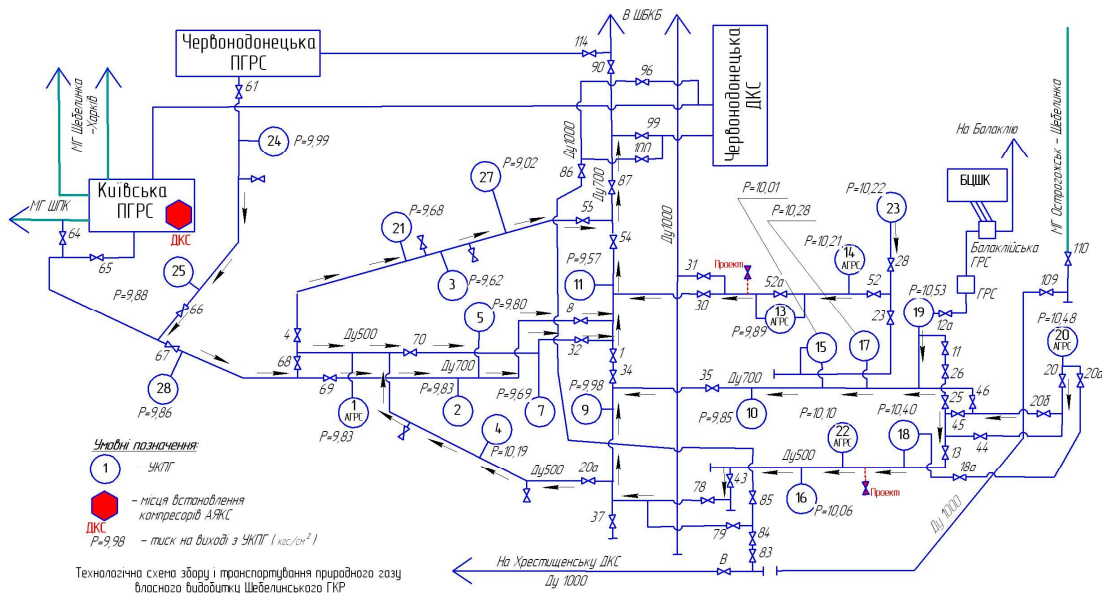 В ШБКБ
Червонодонецька
ПГРС
114
90
96
61
24
P=9,99
МГ Шебелинка
-Харків
Київська
ПГРС
ДКС
МГ ШПК
64
65
Червонодонецька
ДКС
99
1ПП
Ду1000
86
Ду700
87
Ду1000
27
P=9,02
55
54
21
P=9,68
3
P=9,62
P=9,57
11
25
66
P=9,88
67
28
P=9,86
4
68
69
Ду500
70
Ду700
5
P=9,80
8
32
1
АГРС
P=9,83
P=9,83
2
P=9,69
7
1
34
P=9,98
9
4
P=10,19
Ду500
20а
37
31
30
Проект
52а
13
АГРС
P=9,89
P=10,01
P=10,28
P=10,21
14
АГРС
52
P=10,22
23
28
23
15
17
35
Ду700
10
P=9,85
На Балаклію
БЦШК
Балаклійська
ГРС
ГРС
P=10,53
19
12а
11
26
25
46
45
44
13
20б
МГ Острогожськ - Шебелинка
110
109
P=10,48
20
АГРС
20
20а
P=10,10
22
АГРС
P=10,40
18
18а
Ду500
16
P=10,06
Проект
43
78
79
85
84
83
В
Ду 1000
На Хрестищенську ДКС
Ду 1000
Умовні позначення:
1
- УКПГ
ДКС
- місця встановлення
компресорів АЯКС
P=9,98 - тиск на виході з УКПГ (кгс/см²)
Технологічна схема збору і транспортування природного газу
власного видобутку Шебелинського ГКР